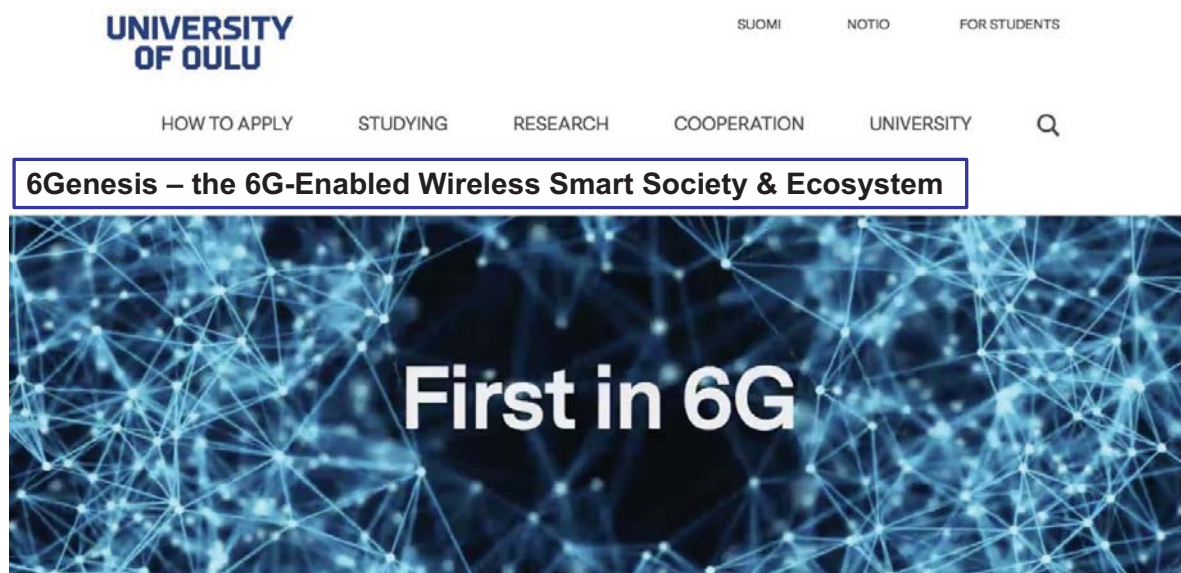 UNIVERSITY
OF OULU
SUOMI NOTIO FOR STUDENTS
HOW TO APPLY STUDYING RESEARCH COOPERATION UNIVERSITY
6Genesis – the 6G-Enabled Wireless Smart Society & Ecosystem
First in 6G